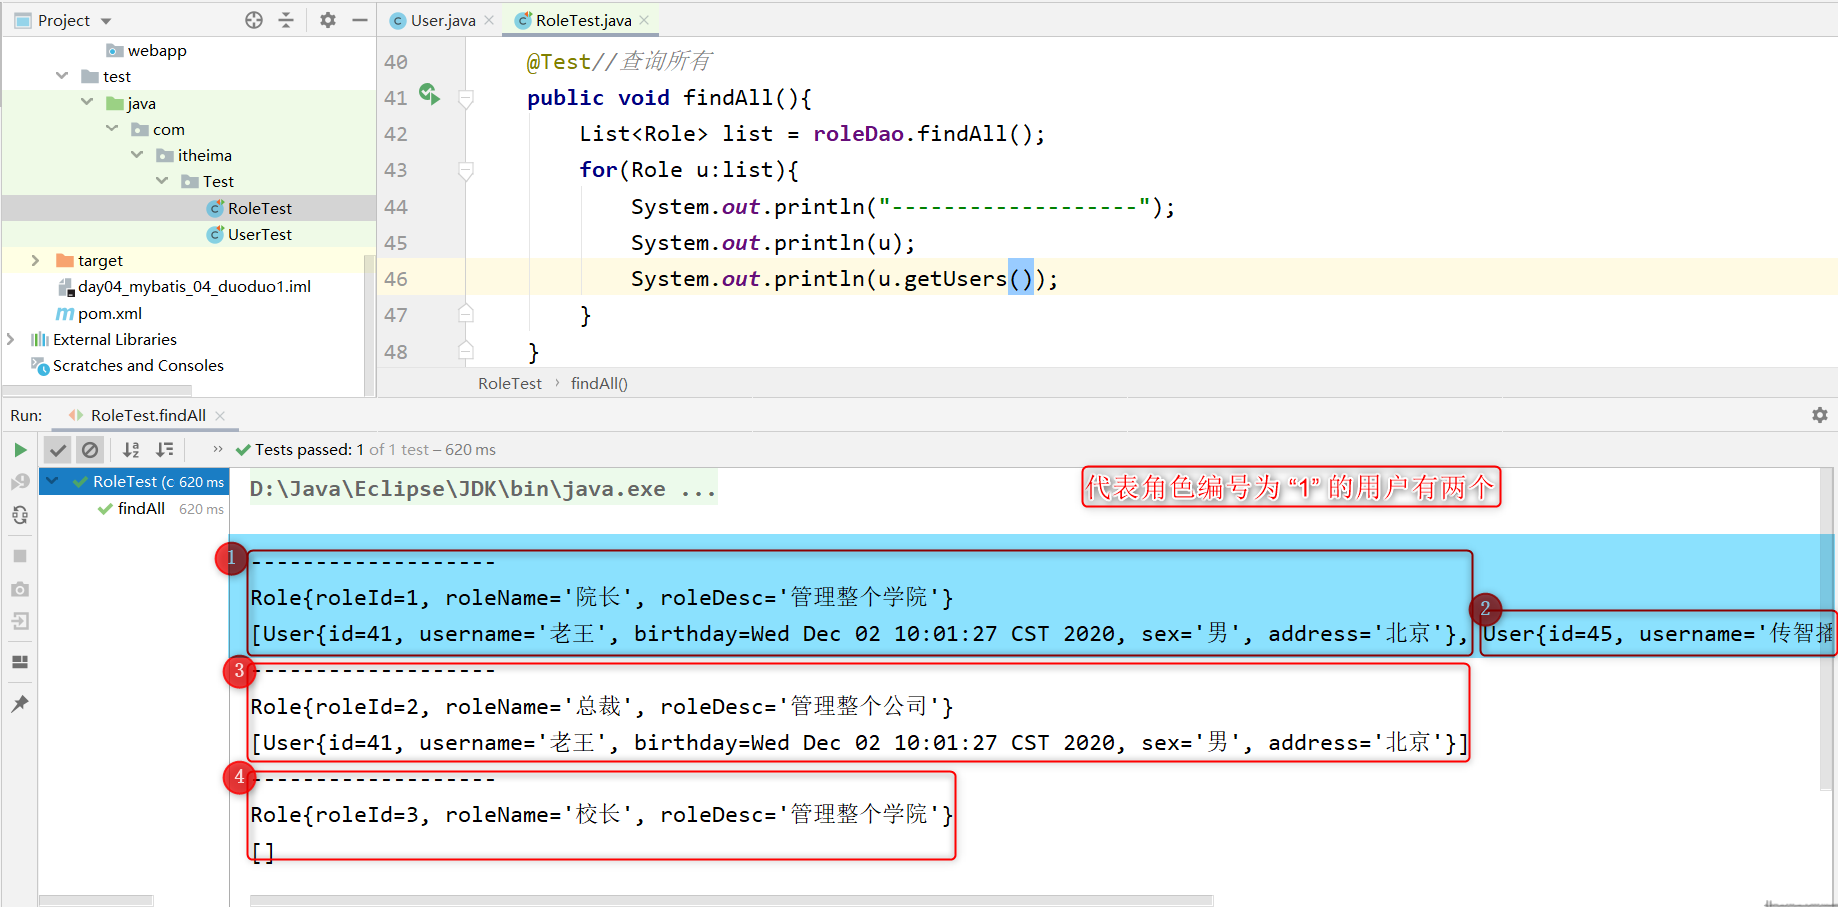 Project
User.java
RoleTest.java
webapp
test
java
com
itheima
Test
RoleTest
UserTest
target
day04_mybatis_04_duoduo1.iml
pom.xml
External Libraries
Scratches and Consoles
40 @Test//查询所有
41 public void findAll(){
42 List<Role> list = roleDao.findAll();
43 for(Role u:list){
44 System.out.println("-------------------");
45 System.out.println(u);
46 System.out.println(u.getUsers());
47 }
48 }
RoleTest › findAll()
Run: RoleTest.findAll
Tests passed: 1 of 1 test – 620 ms
RoleTest (c 620 ms
findAll 620 ms
D:\Java\Eclipse\JDK\bin\java.exe ...
代表角色编号为 “1” 的用户有两个
1
-------------------
Role{roleId=1, roleName='院长', roleDesc='管理整个学院'}
2
[User{id=41, username='老王', birthday=Wed Dec 02 10:01:27 CST 2020, sex='男', address='北京'}, User{id=45, username='传智播
3
-------------------
Role{roleId=2, roleName='总裁', roleDesc='管理整个公司'}
[User{id=41, username='老王', birthday=Wed Dec 02 10:01:27 CST 2020, sex='男', address='北京'}]
4
-------------------
Role{roleId=3, roleName='校长', roleDesc='管理整个学院'}
[]